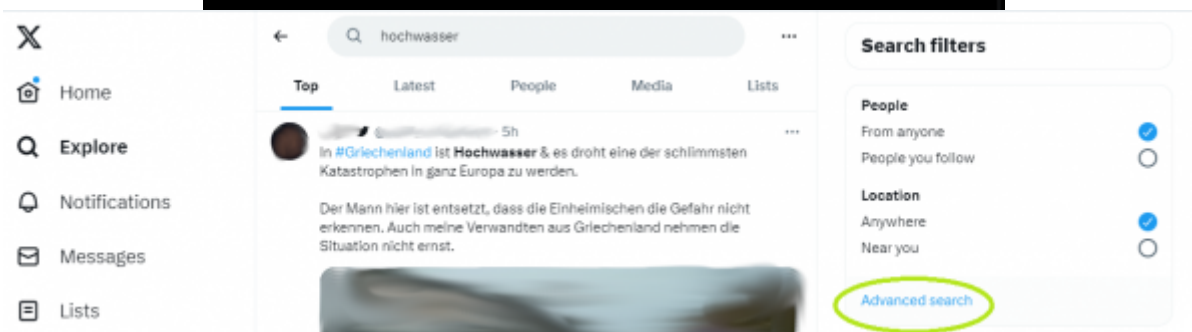 X
Home
Explore
Notifications
Messages
Lists
hochwasser
Top Latest People Media Lists
5h
In #Griechenland ist Hochwasser & es droht eine der schlimmsten
Katastrophen in ganz Europa zu werden.
Der Mann hier ist entsetzt, dass die Einheimischen die Gefahr nicht
erkennen. Auch meine Verwandten aus Griechenland nehmen die
Situation nicht ernst.
Search filters
People
From anyone
People you follow
Location
Anywhere
Near you
Advanced search